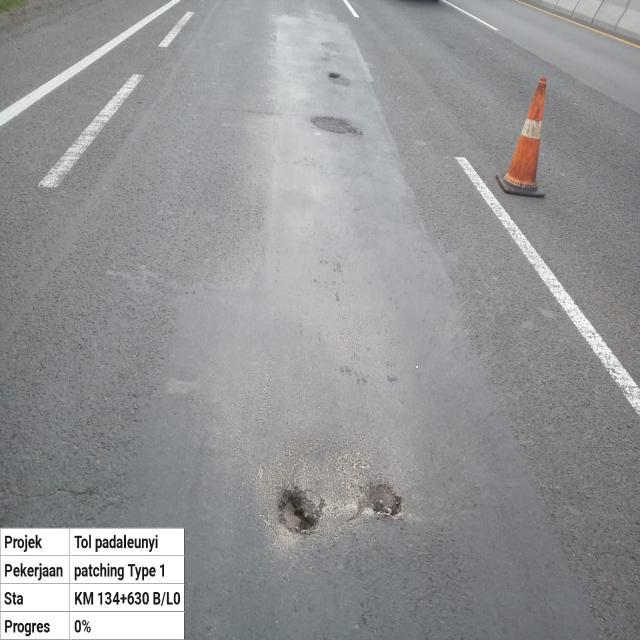 Projek Tol padaleunyi
Pekerjaan patching Type 1
Sta KM 134+630 B/L0
Progres 0%